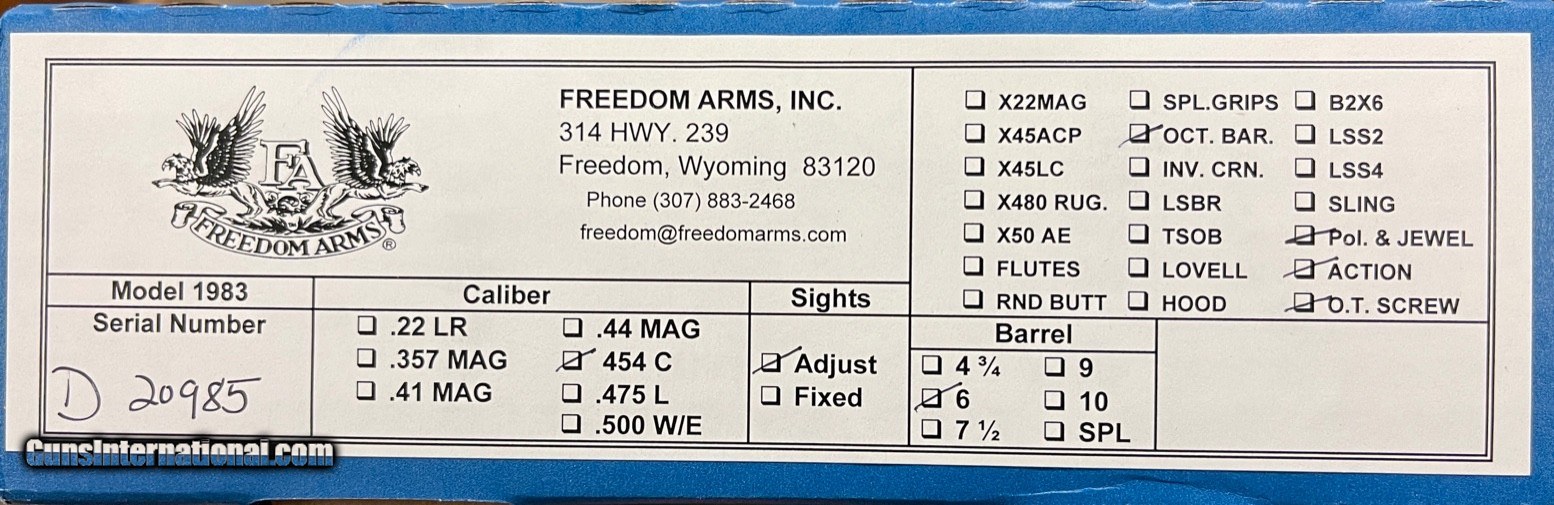 FA
FREEDOM ARMS ®
FREEDOM ARMS, INC.
314 HWY. 239
Freedom, Wyoming 83120
Phone (307) 883-2468
freedom@freedomarms.com
X22MAG SPL.GRIPS B2X6
X45ACP OCT. BAR. LSS2
X45LC INV. CRN. LSS4
X480 RUG. LSBR SLING
X50 AE TSOB Pol. & JEWEL
FLUTES LOVELL ACTION
RND BUTT HOOD O.T. SCREW
Model 1983
Serial Number
D 20985
Caliber
.22 LR .44 MAG
.357 MAG 454 C
.41 MAG .475 L
.500 W/E
Sights
Adjust
Fixed
Barrel
4 ¾ 9
6 10
7 ½ SPL
GunsInternational.com